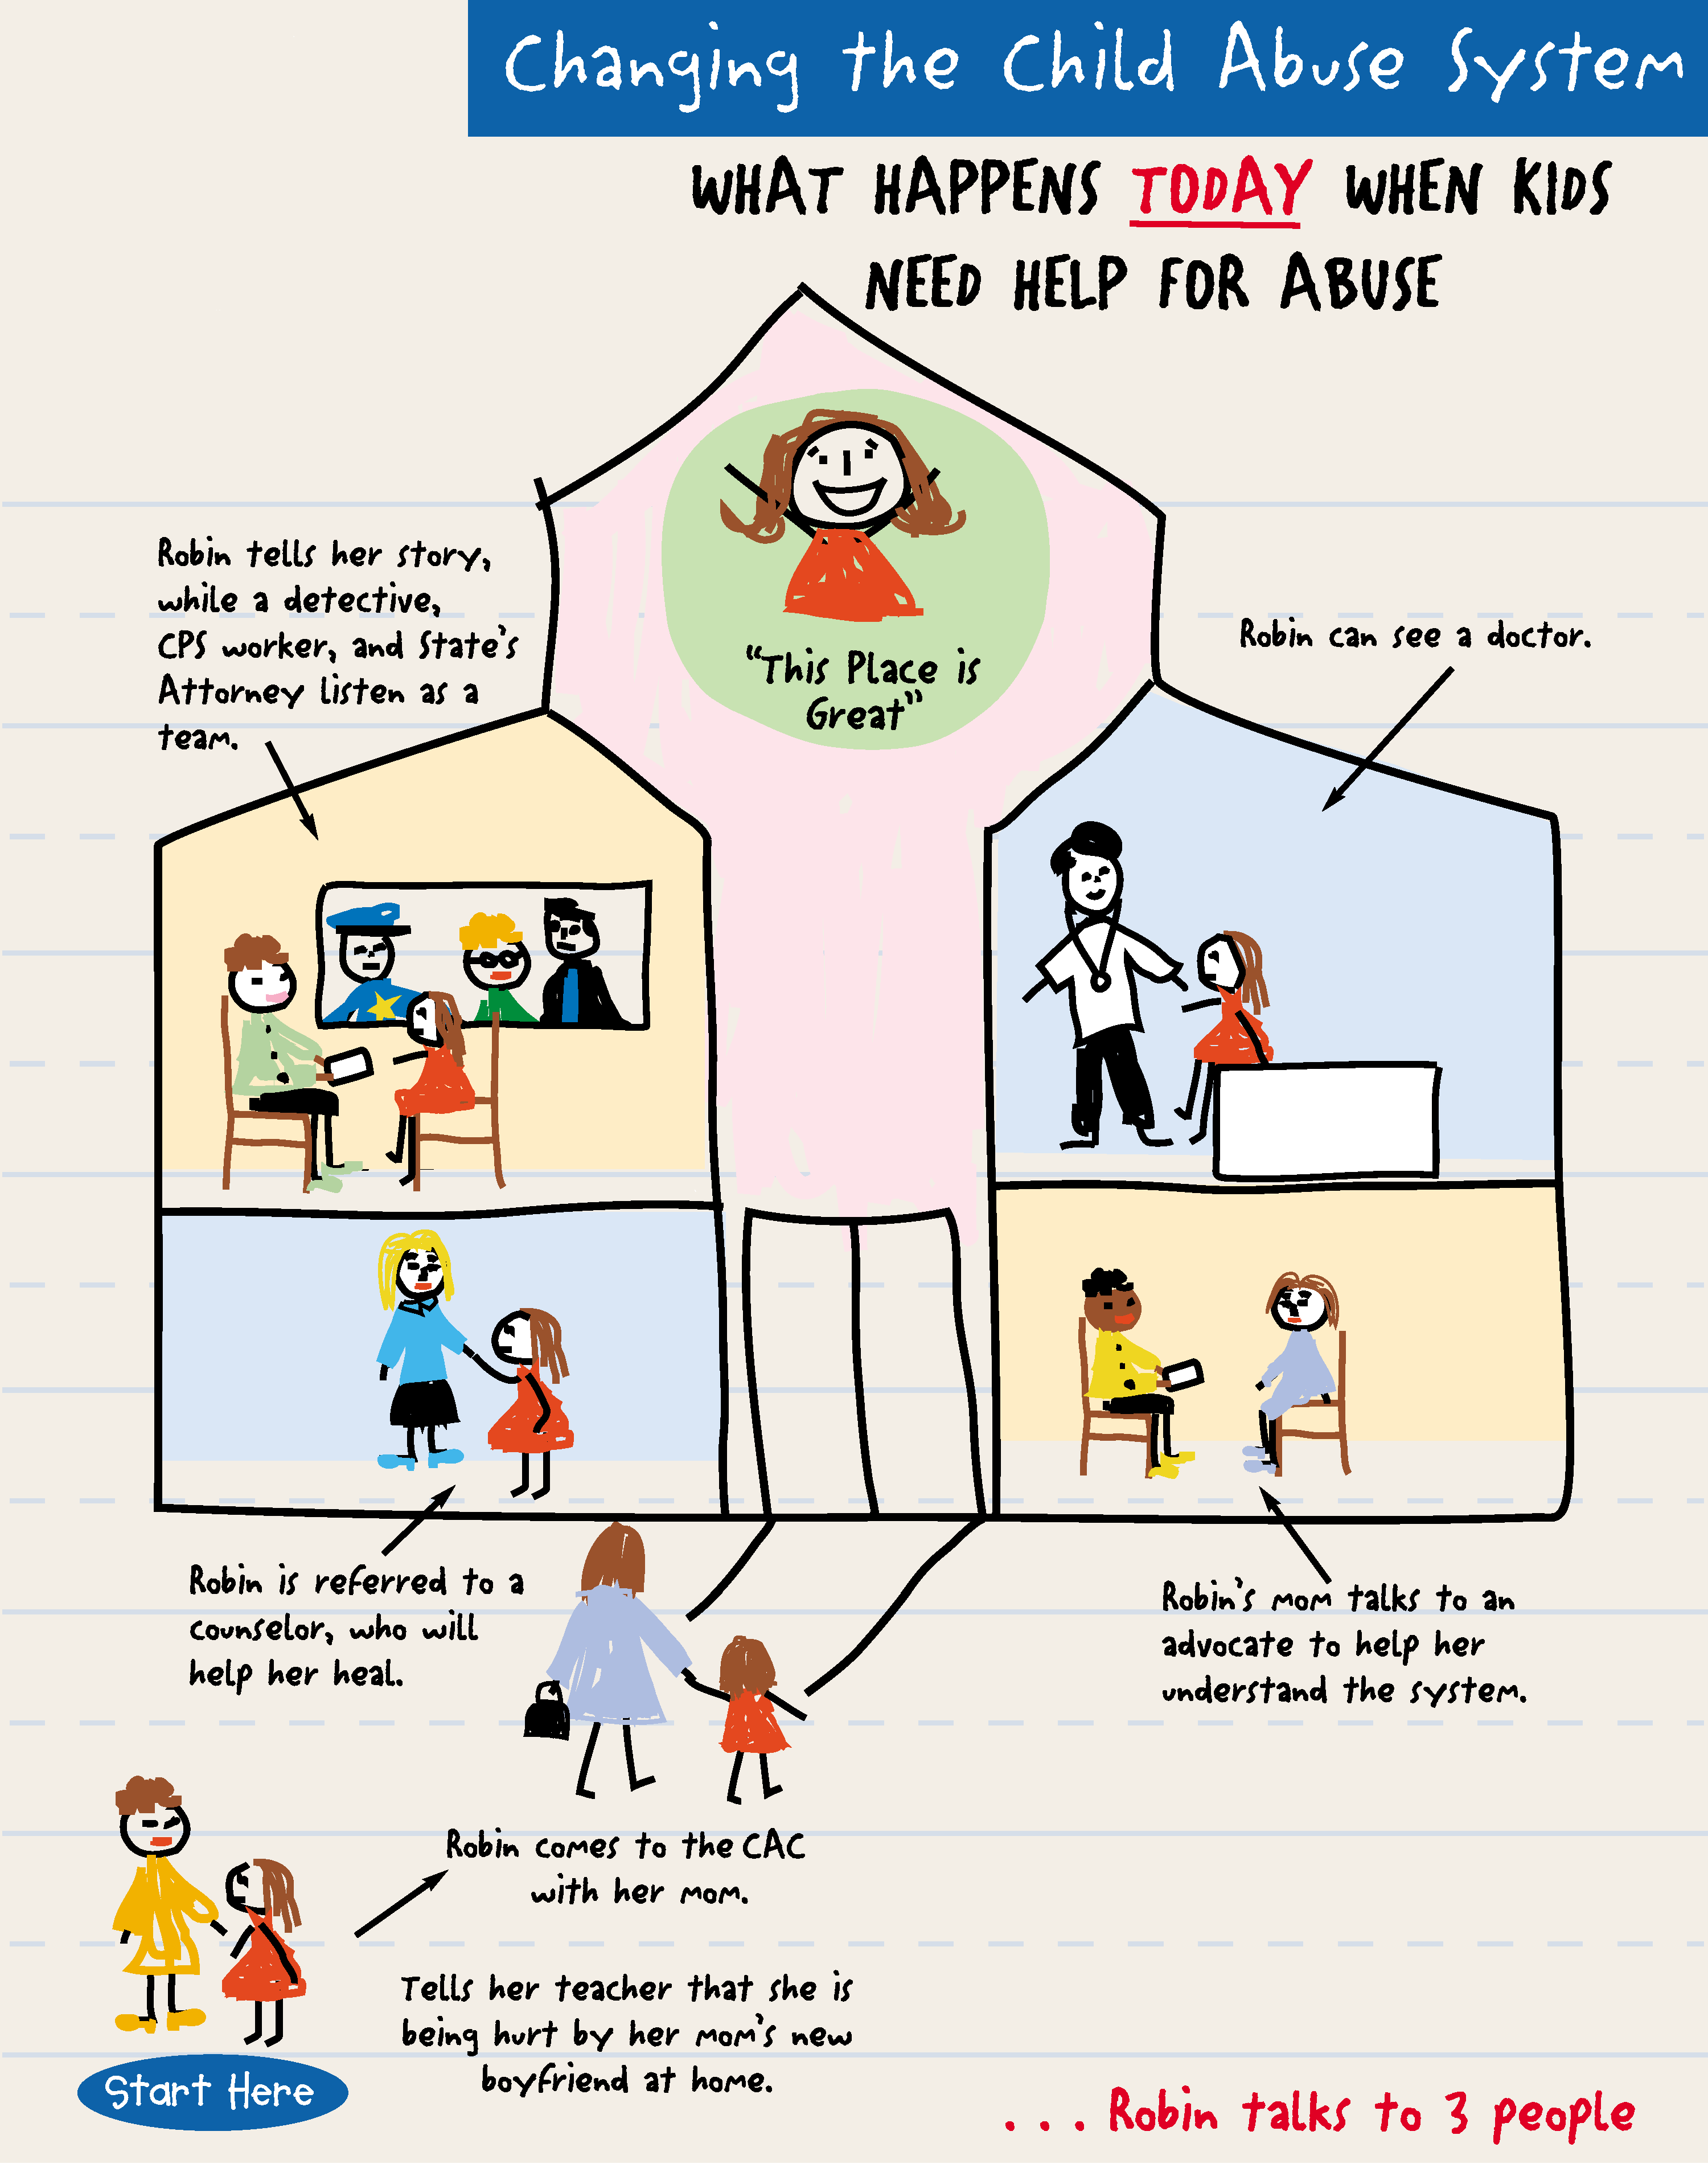 Changing the Child Abuse System
WHAT HAPPENS TODAY WHEN KIDS
NEED HELP FOR ABUSE
"This Place is
Great"
Robin tells her story,
while a detective,
CPS worker, and State's
Attorney listen as a
team.
Robin can see a doctor.
Robin is referred to a
counselor, who will
help her heal.
Robin's mom talks to an
advocate to help her
understand the system.
Robin comes to the CAC
with her mom.
Tells her teacher that she is
being hurt by her mom's new
boyfriend at home.
Start Here
. . . Robin talks to 3 people